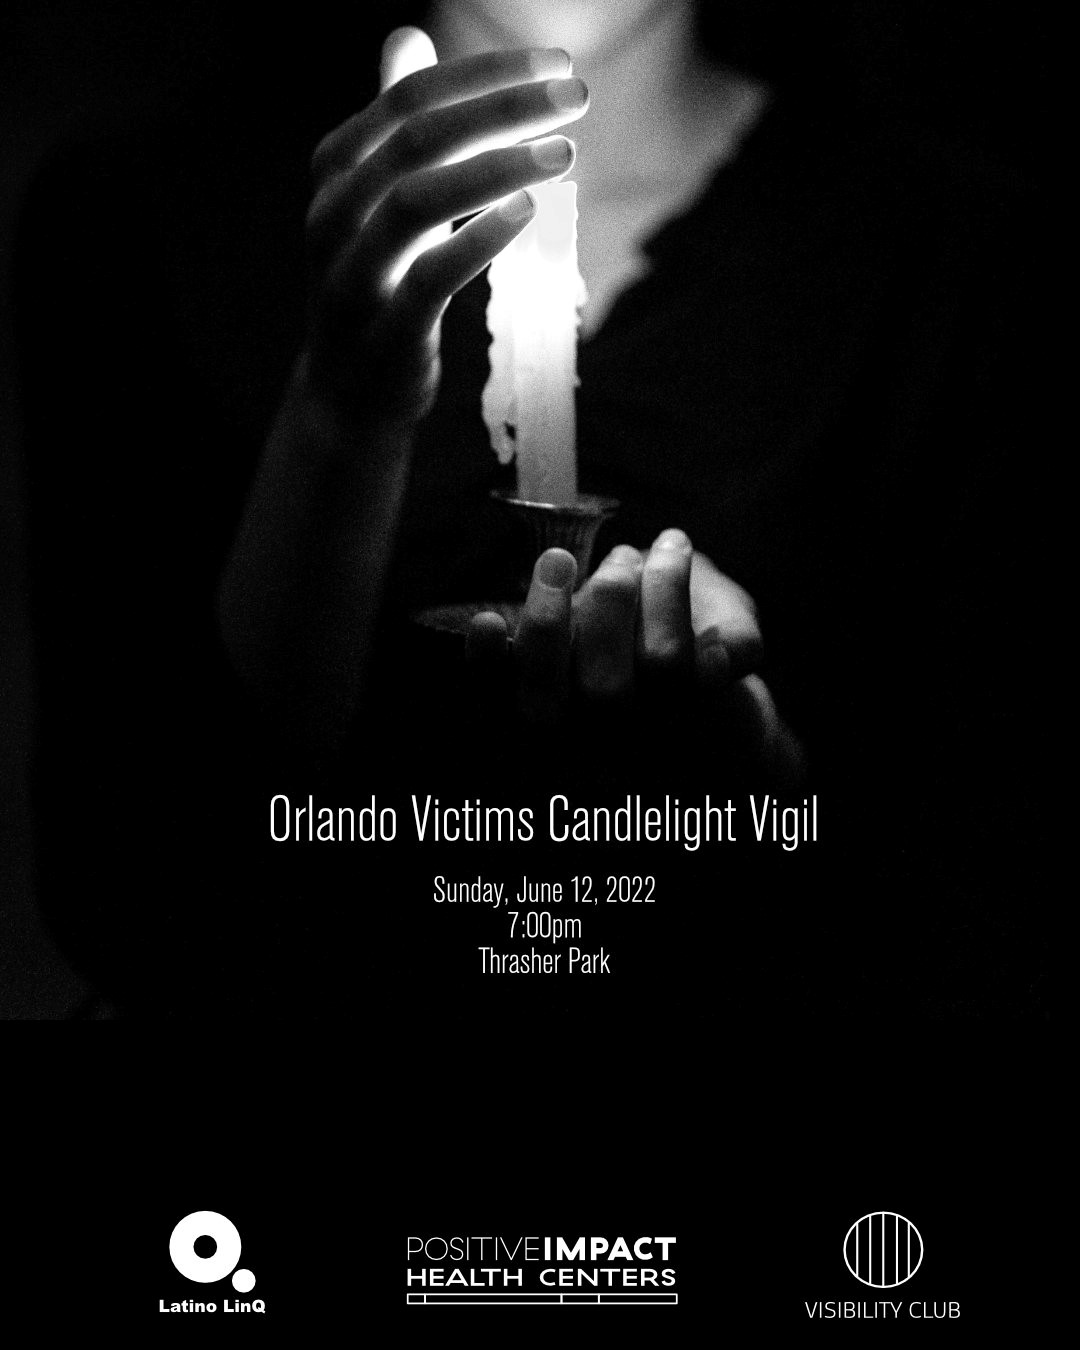 Orlando Victims Candlelight Vigil
Sunday, June 12, 2022
7:00pm
Thrasher Park
Latino LinQ
POSITIVEIMPACT
HEALTH CENTERS
VISIBILITY CLUB